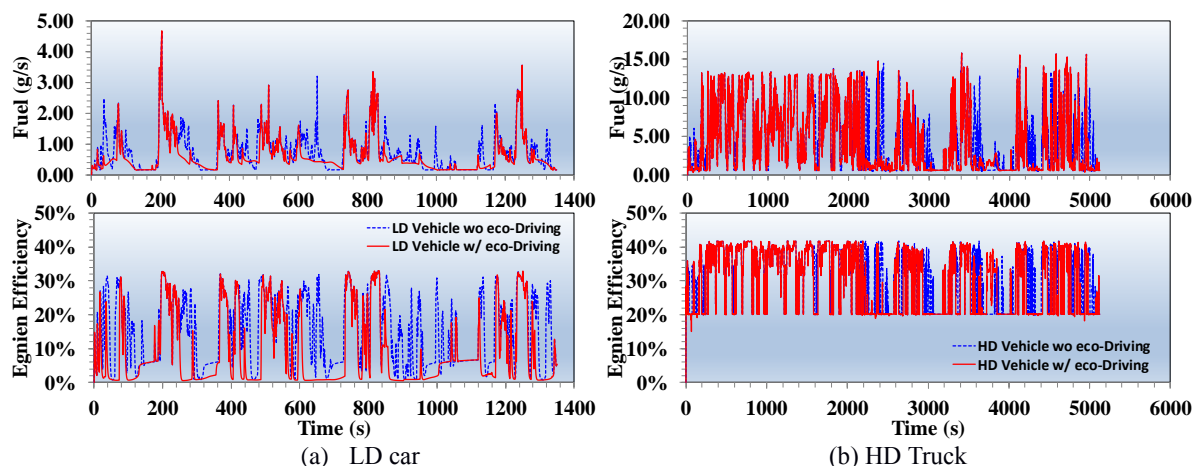 5.00
4.00
3.00
2.00
1.00
0.00
Fuel (g/s)
0 200 400 600 800 1000 1200 1400
50%
40%
30%
20%
10%
0%
Egnien Efficiency
LD Vehicle wo eco-Driving
LD Vehicle w/ eco-Driving
0 200 400 600 800 1000 1200 1400
Time (s)
(a) LD car
20.00
15.00
10.00
5.00
0.00
Fuel (g/s)
0 1000 2000 3000 4000 5000 6000
50%
40%
30%
20%
10%
0%
Egnien Efficiency
HD Vehicle wo eco-Driving
HD Vehicle w/ eco-Driving
0 1000 2000 3000 4000 5000 6000
Time (s)
(b) HD Truck